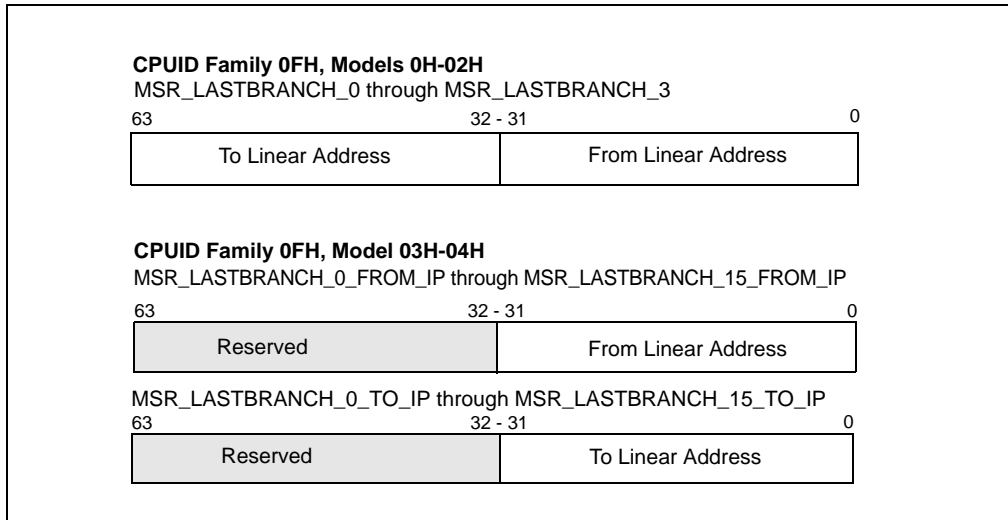 CPUID Family 0FH, Models 0H-02H
MSR_LASTBRANCH_0 through MSR_LASTBRANCH_3
63 32 - 31 0
To Linear Address From Linear Address
CPUID Family 0FH, Model 03H-04H
MSR_LASTBRANCH_0_FROM_IP through MSR_LASTBRANCH_15_FROM_IP
63 32 - 31 0
Reserved From Linear Address
MSR_LASTBRANCH_0_TO_IP through MSR_LASTBRANCH_15_TO_IP
63 32 - 31 0
Reserved To Linear Address